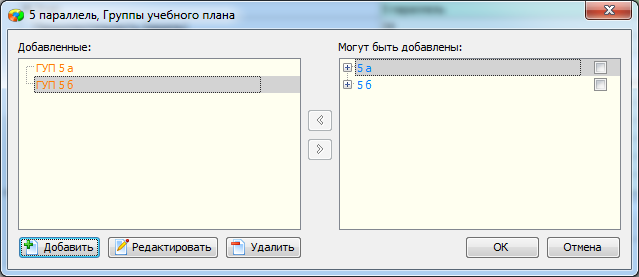 5 параллель, Группы учебного плана
Добавленные:
ГУП 5 а
ГУП 5 б
Могут быть добавлены:
5 а
5 б
Добавить
Редактировать
Удалить
OK
Отмена